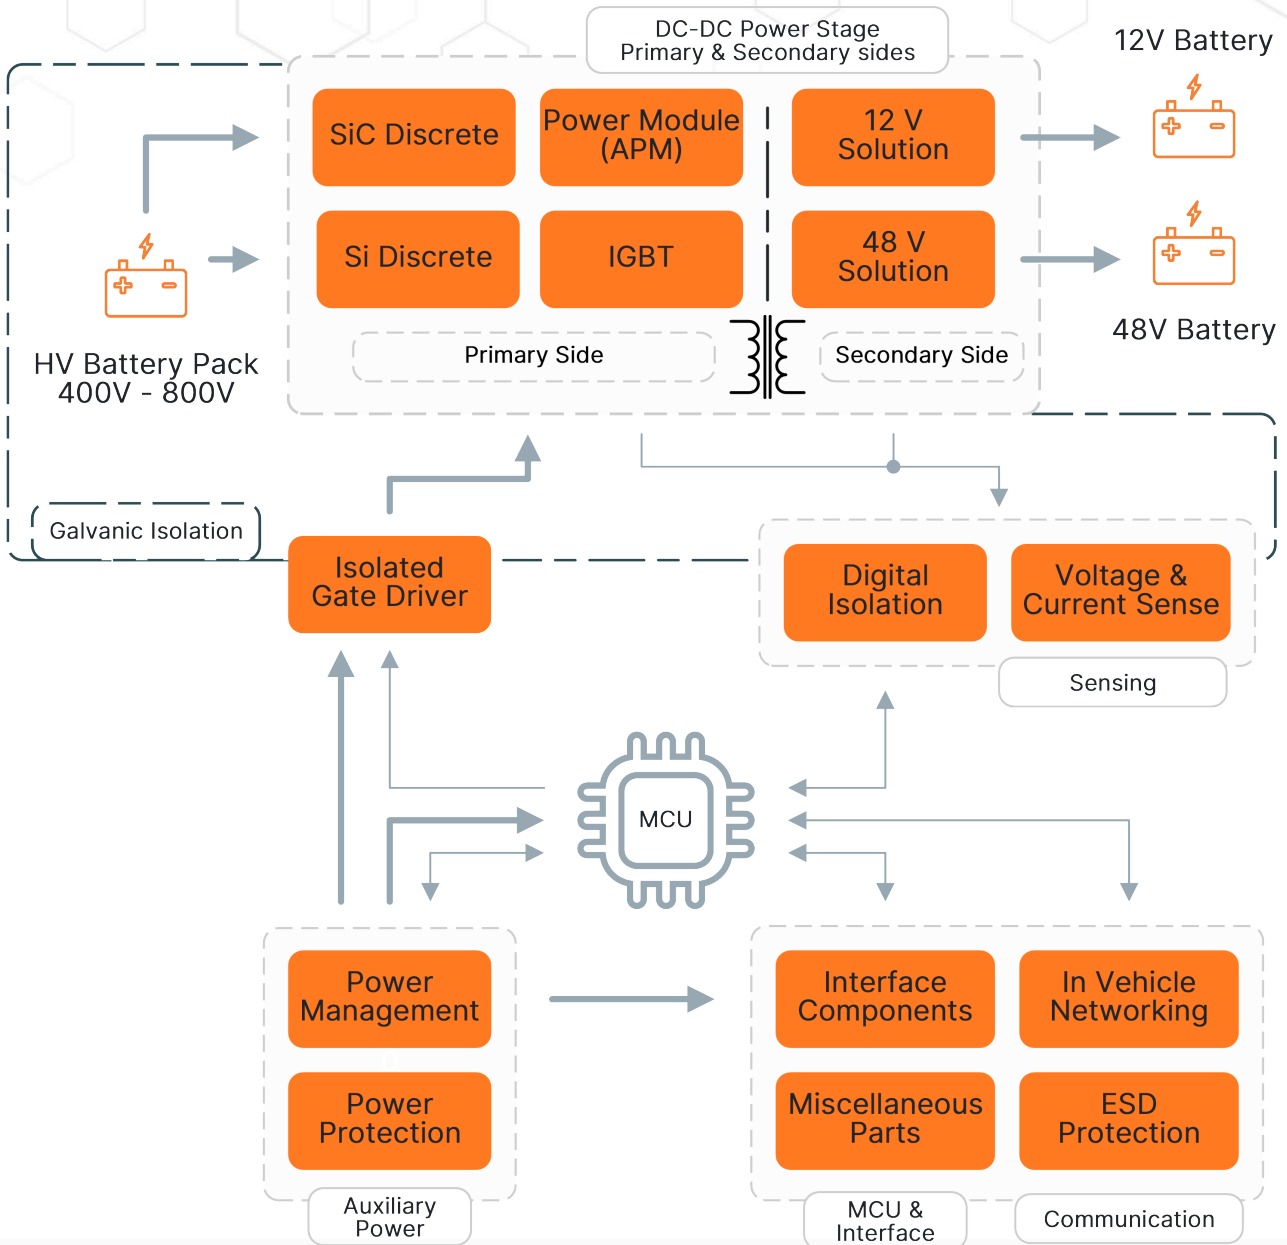 DC-DC Power Stage
Primary & Secondary sides
12V Battery
SiC Discrete
Power Module
(APM)
12 V
Solution
Si Discrete
IGBT
48 V
Solution
48V Battery
HV Battery Pack
400V - 800V
Primary Side
Secondary Side
Galvanic Isolation
Isolated
Gate Driver
Digital
Isolation
Voltage &
Current Sense
Sensing
MCU
Power
Management
Interface
Components
In Vehicle
Networking
Power
Protection
Miscellaneous
Parts
ESD
Protection
Auxiliary
Power
MCU &
Interface
Communication